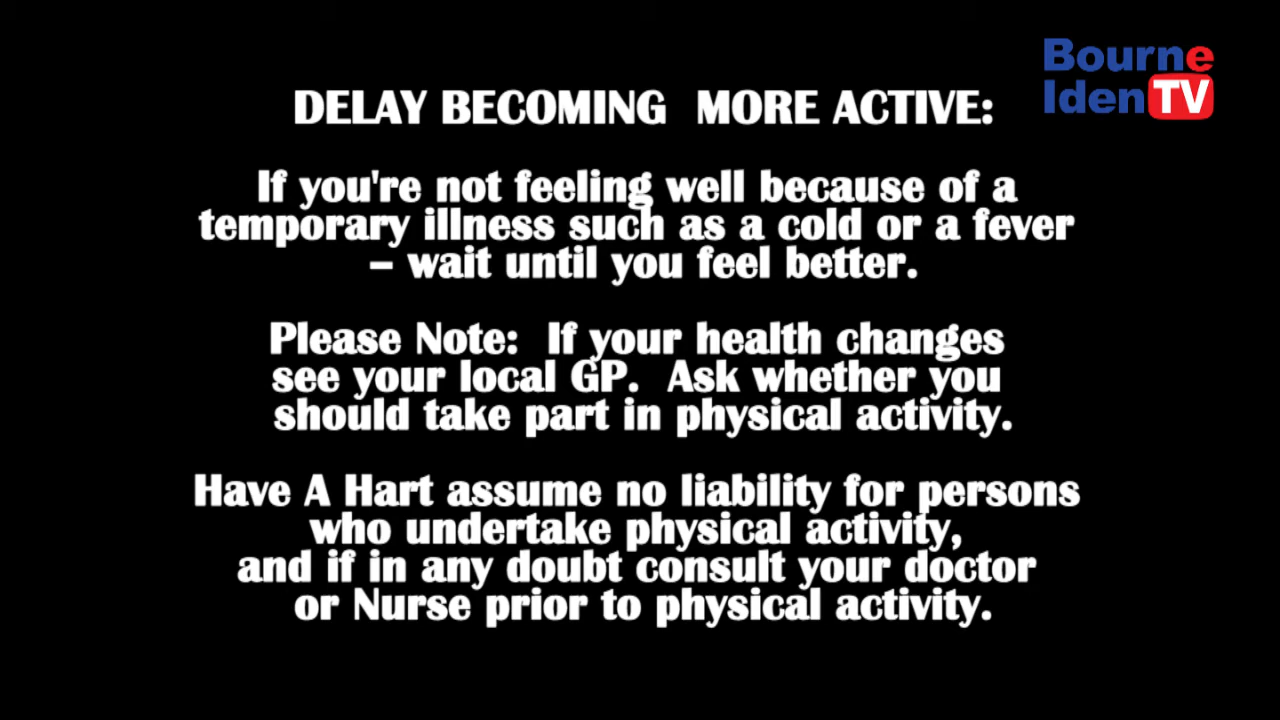 Bourne
Iden TV
DELAY BECOMING MORE ACTIVE:
If you're not feeling well because of a
temporary illness such as a cold or a fever
– wait until you feel better.
Please Note: If your health changes
see your local GP. Ask whether you
should take part in physical activity.
Have A Hart assume no liability for persons
who undertake physical activity,
and if in any doubt consult your doctor
or Nurse prior to physical activity.